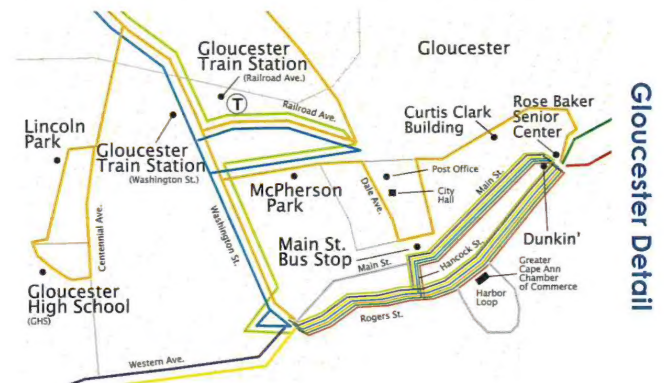 Gloucester
Train Station
(Railroad Ave.)
T
Railroad Ave.
Gloucester
Lincoln
Park
Gloucester
Train Station
(Washington St.)
Curtis Clark
Building
Rose Baker
Senior
Center
Post Office
City
Hall
McPherson
Park
Dale Ave.
Main St.
Centennial Ave.
Washington St.
Main St.
Bus Stop
Main St.
Hancock St.
Dunkin'
Greater
Cape Ann
Chamber
of Commerce
Harbor
Loop
Gloucester
High School
(GHS)
Rogers St.
Western Ave.
Gloucester Detail